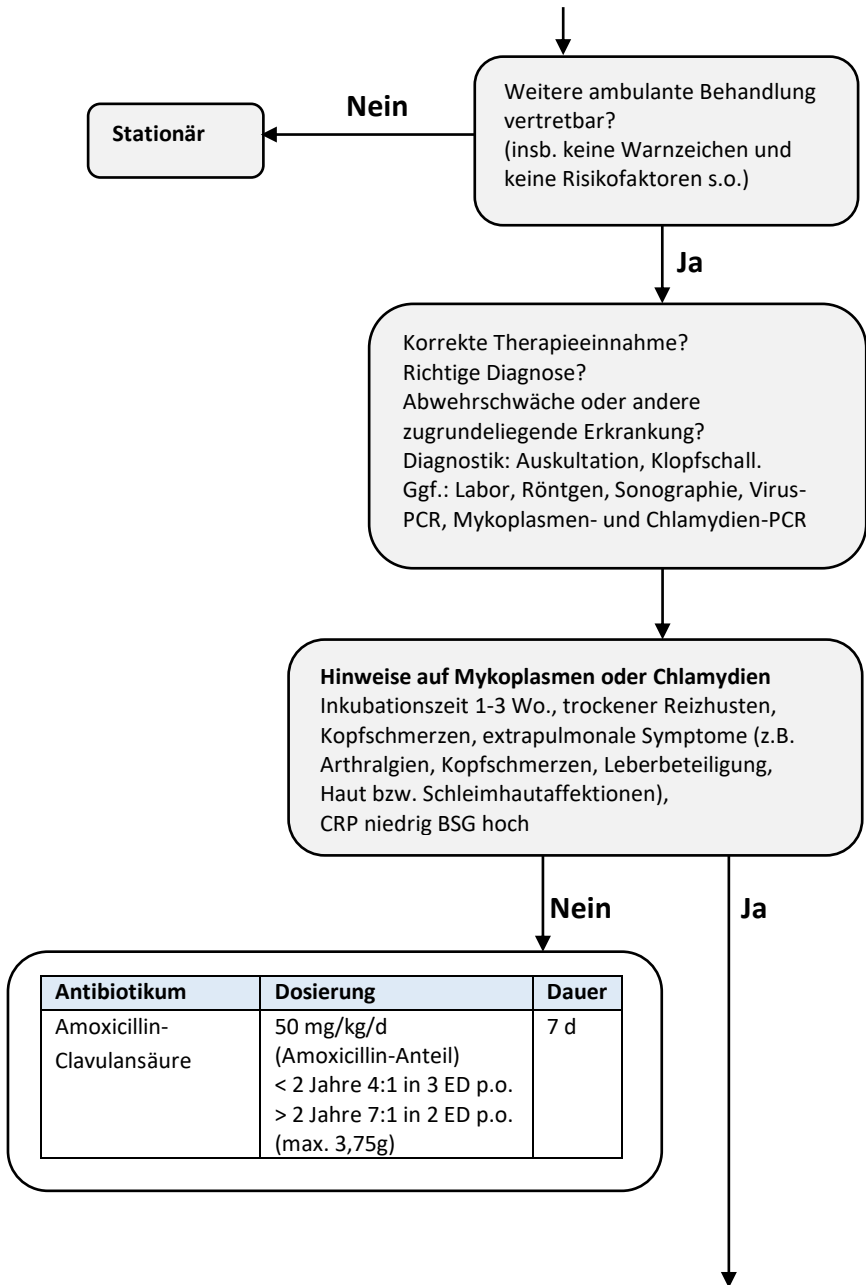 Weitere ambulante Behandlung
vertretbar?
(insb. keine Warnzeichen und
keine Risikofaktoren s.o.)
Nein
Stationär
Ja
Korrekte Therapieeinnahme?
Richtige Diagnose?
Abwehrschwäche oder andere
zugrundeliegende Erkrankung?
Diagnostik: Auskultation, Klopfschall.
Ggf.: Labor, Röntgen, Sonographie, Virus-
PCR, Mykoplasmen- und Chlamydien-PCR
Hinweise auf Mykoplasmen oder Chlamydien
Inkubationszeit 1-3 Wo., trockener Reizhusten,
Kopfschmerzen, extrapulmonale Symptome (z.B.
Arthralgien, Kopfschmerzen, Leberbeteiligung,
Haut bzw. Schleimhautaffektionen),
CRP niedrig BSG hoch
Nein
Ja
Antibiotikum Dosierung Dauer
Amoxicillin- 50 mg/kg/d 7 d
Clavulansäure (Amoxicillin-Anteil)
< 2 Jahre 4:1 in 3 ED p.o.
> 2 Jahre 7:1 in 2 ED p.o.
(max. 3,75g)